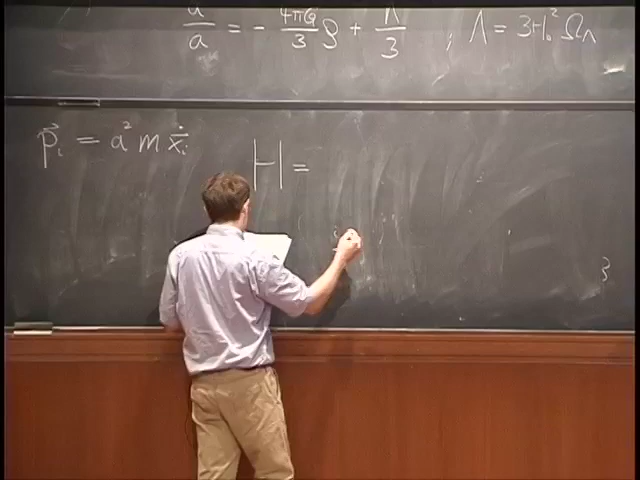 ä/a = - 4πG/3 ρ + Λ/3 ; Λ = 3H₀² Ω_Λ
p⃗ᵢ = a² m ẋ⃗ᵢ
H =